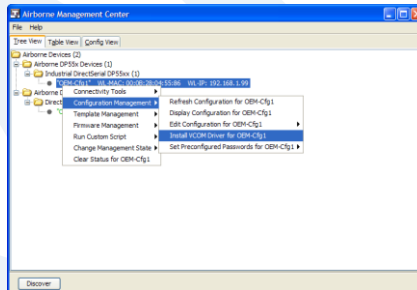 Airborne Management Center
File Help
Tree View Table View Config View
Airborne Devices (2)
Airborne DP55x Devices (1)
Industrial DirectSerial DP55xx (1)
"OEM-Cfg1" WL-MAC: 00:0B:28:04:55:86 WL-IP: 192.168.1.99
Airborne D
Direct
"O
Connectivity Tools
Configuration Management
Template Management
Firmware Management
Run Custom Script
Change Management State
Clear Status for OEM-Cfg1
Refresh Configuration for OEM-Cfg1
Display Configuration for OEM-Cfg1
Edit Configuration for OEM-Cfg1
Install VCOM Driver for OEM-Cfg1
Set Preconfigured Passwords for OEM-Cfg1
Discover